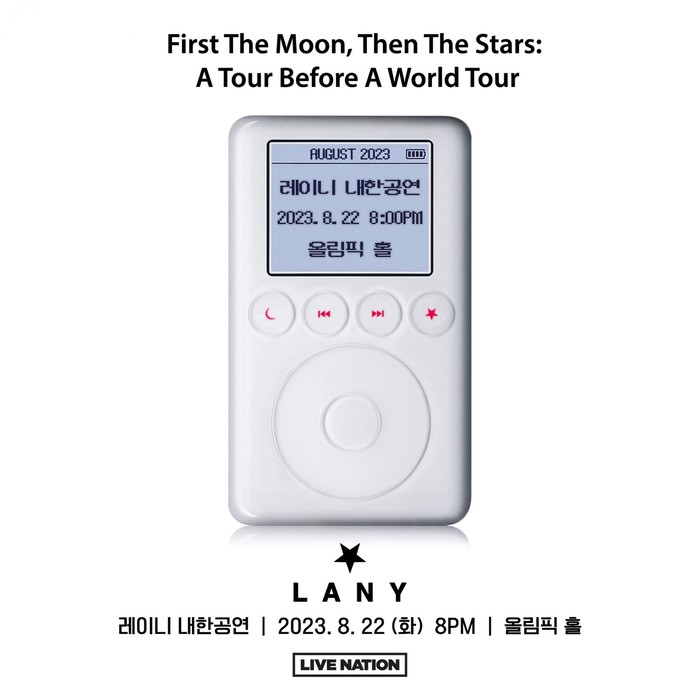 First The Moon, Then The Stars:
A Tour Before A World Tour
AUGUST 2023
레이니 내한공연
2023. 8. 22 8:00PM
올림픽 홀
LANY
레이니 내한공연 | 2023. 8. 22 (화) 8PM | 올림픽 홀
LIVE NATION